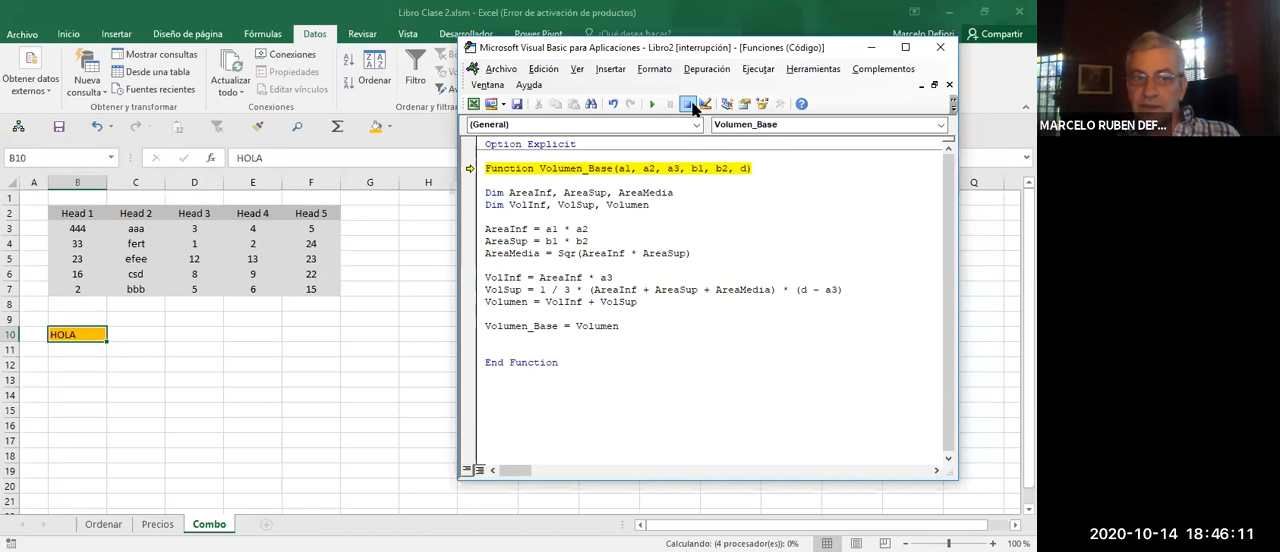 Libro Clase 2.xlsm - Excel (Error de activación de productos)
Archivo Inicio Insertar Diseño de página Fórmulas Datos Revisar Vista Desarrollador Power Pivot Marcelo Defiori Compartir
Obtener datos externos
Nueva consulta
Mostrar consultas
Desde una tabla
Fuentes recientes
Obtener y transformar
Actualizar todo
Conexiones
Propiedades
Editar vínculos
Conexiones
Ordenar
Filtro
B10 HOLA
A B C D E F G H Q
1
2 Head 1 Head 2 Head 3 Head 4 Head 5
3 444 aaa 3 4 5
4 33 fert 1 2 24
5 23 efee 12 13 23
6 16 csd 8 9 22
7 2 bbb 5 6 15
8
9
10 HOLA
11
12
13
14
15
16
17
18
19
20
21
Ordenar Precios Combo
Calculando: (4 procesador(es)): 0% 100 %
Microsoft Visual Basic para Aplicaciones - Libro2 [interrupción] - [Funciones (Código)]
Archivo Edición Ver Insertar Formato Depuración Ejecutar Herramientas Complementos
Ventana Ayuda
(General) Volumen_Base
Option Explicit
Function Volumen_Base(a1, a2, a3, b1, b2, d)
Dim AreaInf, AreaSup, AreaMedia
Dim VolInf, VolSup, Volumen
AreaInf = a1 * a2
AreaSup = b1 * b2
AreaMedia = Sqr(AreaInf * AreaSup)
VolInf = AreaInf * a3
VolSup = 1 / 3 * (AreaInf + AreaSup + AreaMedia) * (d - a3)
Volumen = VolInf + VolSup
Volumen_Base = Volumen
End Function
MARCELO RUBEN DEF...
2020-10-14 18:46:11